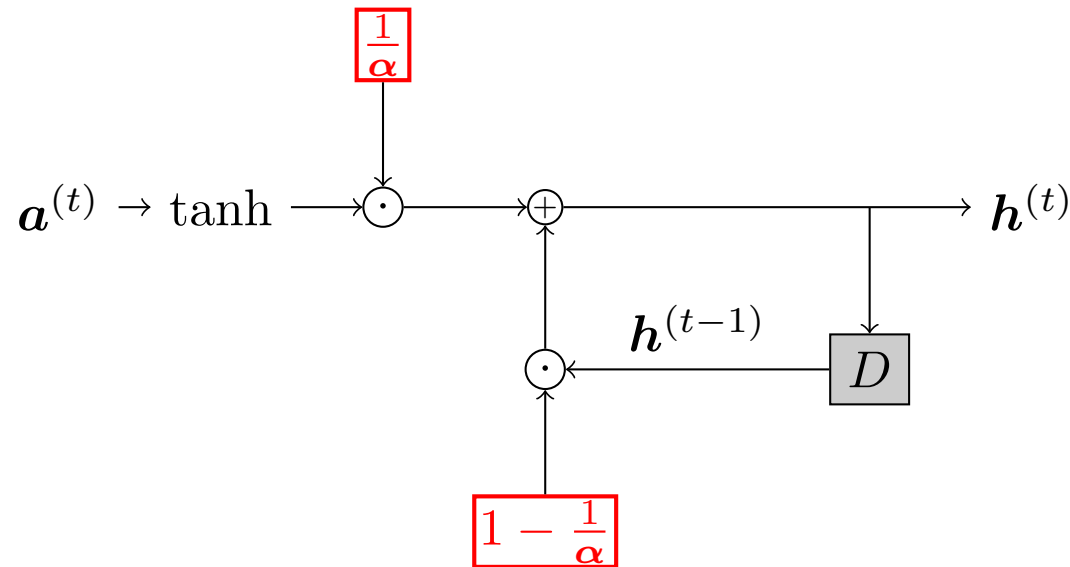 1/α
a^(t) → tanh · + h^(t)
h^(t−1)
· D
1 − 1/α